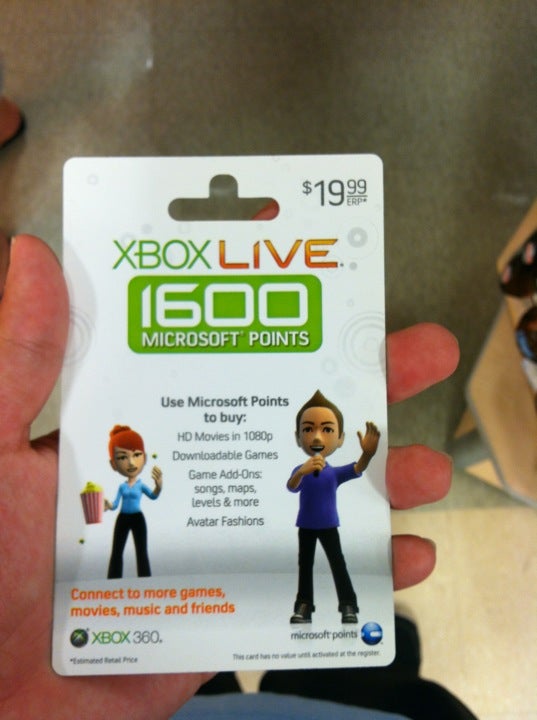 $19.99
ERP*
XBOX LIVE®
1600
MICROSOFT® POINTS
Use Microsoft Points
to buy:
HD Movies in 1080p
Downloadable Games
Game Add-Ons:
songs, maps,
levels & more
Avatar Fashions
Connect to more games,
movies, music and friends
XBOX 360®
microsoft® points
*Estimated Retail Price
This card has no value until activated at the register.